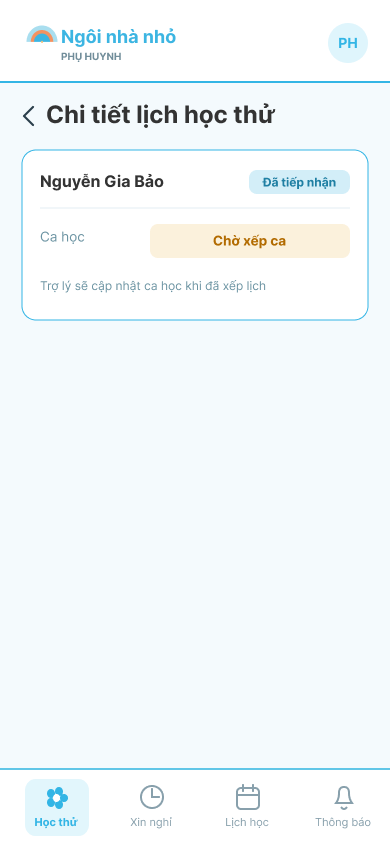 Ngôi nhà nhỏ
PHỤ HUYNH
PH
Chi tiết lịch học thử
Nguyễn Gia Bảo
Đã tiếp nhận
Ca học
Chờ xếp ca
Trợ lý sẽ cập nhật ca học khi đã xếp lịch
Học thử
Xin nghỉ
Lịch học
Thông báo